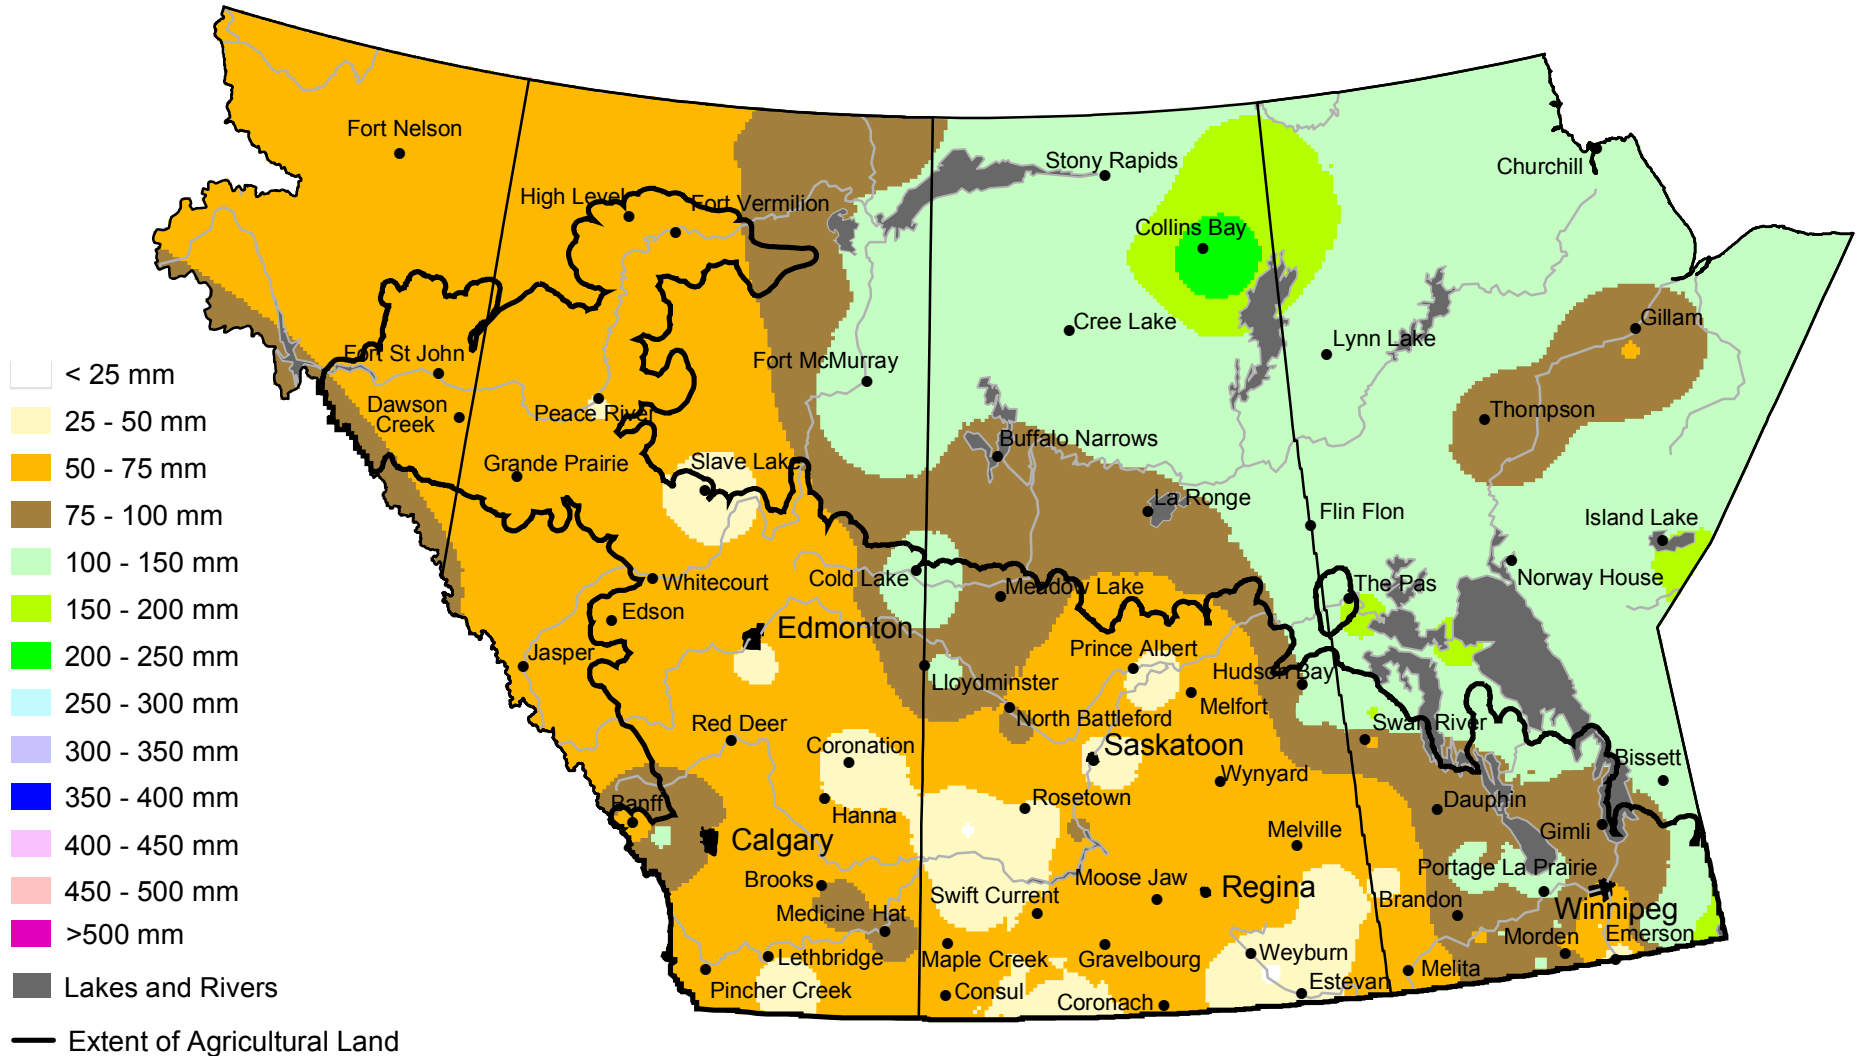 Fort Nelson
Stony Rapids
Churchill
High Level
Fort Vermilion
Collins Bay
Cree Lake
Lynn Lake
Gillam
Fort St John
Fort McMurray
Dawson
Creek
Peace River
Thompson
Buffalo Narrows
Grande Prairie
Slave Lake
La Ronge
Flin Flon
Island Lake
Whitecourt
Cold Lake
Meadow Lake
The Pas
Norway House
Edson
Edmonton
Jasper
Prince Albert
Hudson Bay
Lloydminster
Melfort
Red Deer
North Battleford
Swan River
Coronation
Saskatoon
Bissett
Wynyard
Banff
Hanna
Rosetown
Dauphin
Calgary
Melville
Gimli
Portage La Prairie
Brooks
Swift Current
Moose Jaw
Regina
Brandon
Medicine Hat
Winnipeg
Lethbridge
Maple Creek
Gravelbourg
Weyburn
Morden
Emerson
Pincher Creek
Consul
Coronach
Estevan
Melita
< 25 mm
25 - 50 mm
50 - 75 mm
75 - 100 mm
100 - 150 mm
150 - 200 mm
200 - 250 mm
250 - 300 mm
300 - 350 mm
350 - 400 mm
400 - 450 mm
450 - 500 mm
>500 mm
Lakes and Rivers
Extent of Agricultural Land